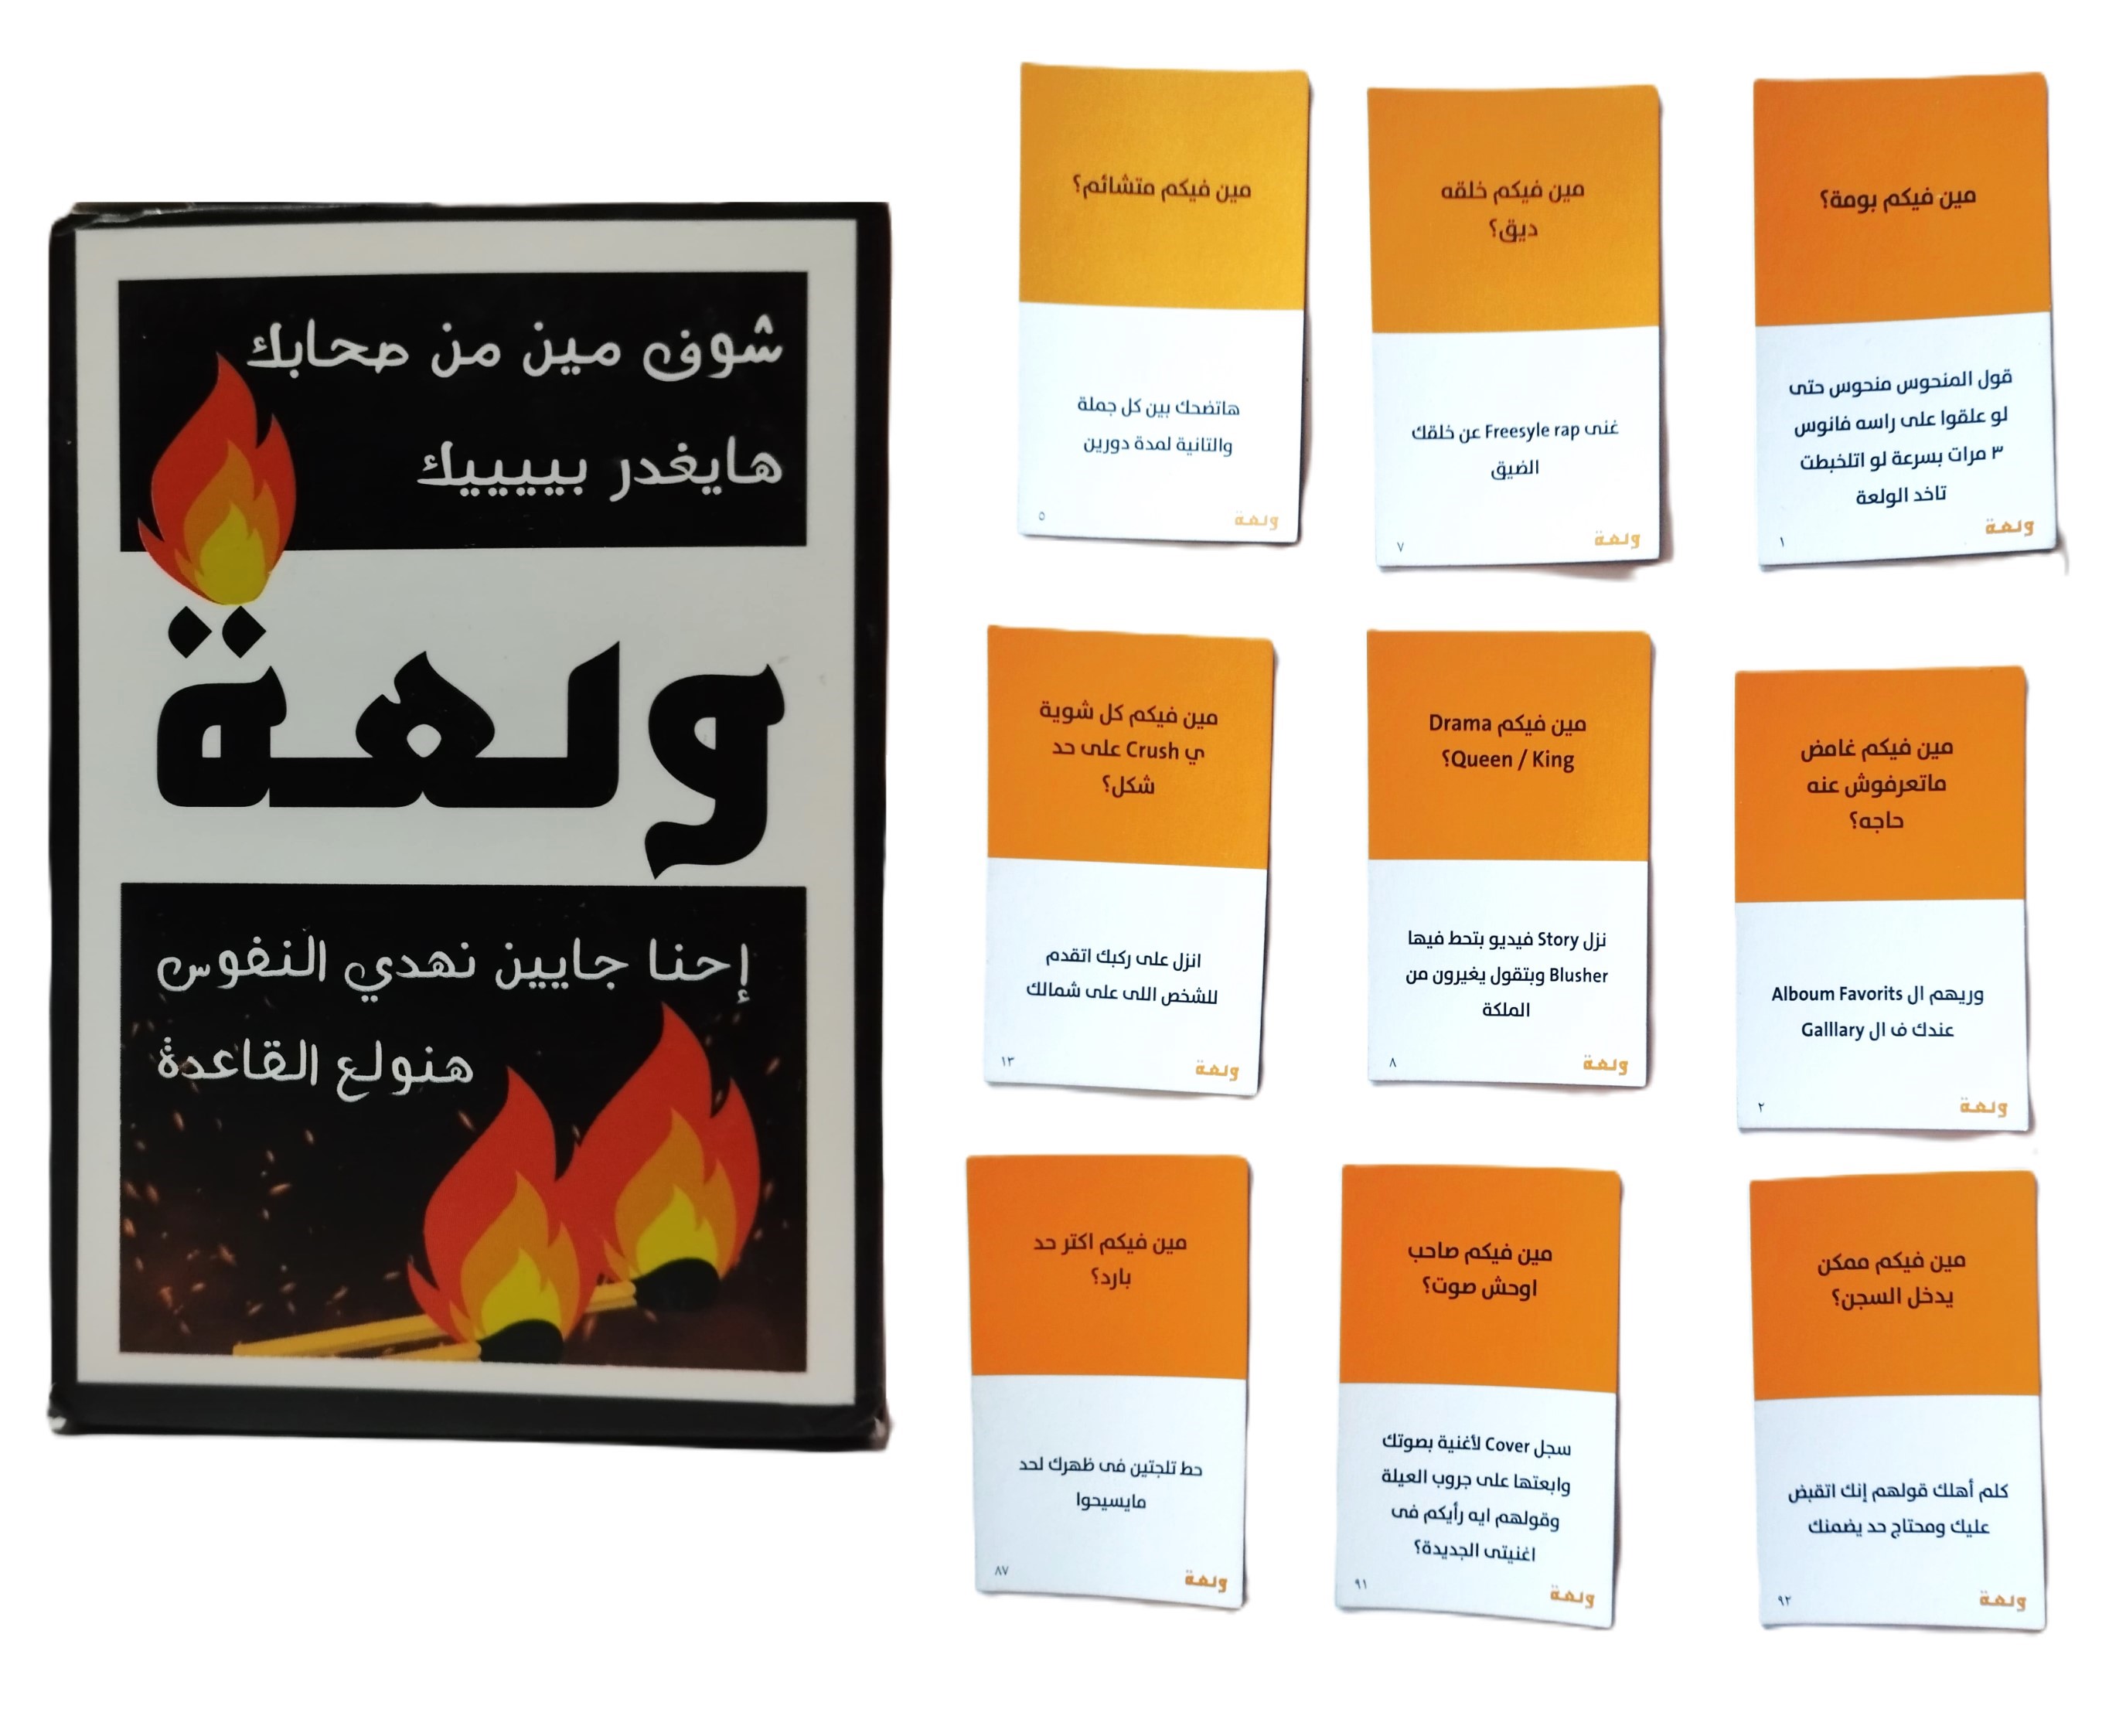 شوف مين من صحابك
هايغدر بيييييك
ولعة
إحنا جايين نهدي النفوس
هنولع القاعدة
مين فيكم بومة؟
قول المنحوس منحوس حتى
لو علقوا على راسه فانوس
٣ مرات بسرعة لو اتلخبطت
تاخد الولعة
ولعة
١
مين فيكم خلقه
ديق؟
غنى Freesyle rap عن خلقك
الضيق
ولعة
٧
مين فيكم متشائم؟
هاتضحك بين كل جملة
والتانية لمدة دورين
ولعة
٥
مين فيكم غامض
ماتعرفوش عنه
حاجه؟
وريهم ال Alboum Favorits
عندك ف ال Galllary
ولعة
٢
مين فيكم Drama
Queen / King؟
نزل Story فيديو بتحط فيها
Blusher وبتقول يغيرون من
الملكة
ولعة
٨
مين فيكم كل شوية
ي Crush على حد
شكل؟
انزل على ركبك اتقدم
للشخص اللى على شمالك
ولعة
١٣
مين فيكم ممكن
يدخل السجن؟
كلم أهلك قولهم إنك اتقبض
عليك ومحتاج حد يضمنك
ولعة
٩٢
مين فيكم صاحب
اوحش صوت؟
سجل Cover لأغنية بصوتك
وابعتها على جروب العيلة
وقولهم ايه رأيكم فى
اغنيتى الجديدة؟
ولعة
٩١
مين فيكم اكتر حد
بارد؟
حط تلجتين فى ظهرك لحد
مايسيحوا
ولعة
٨٧